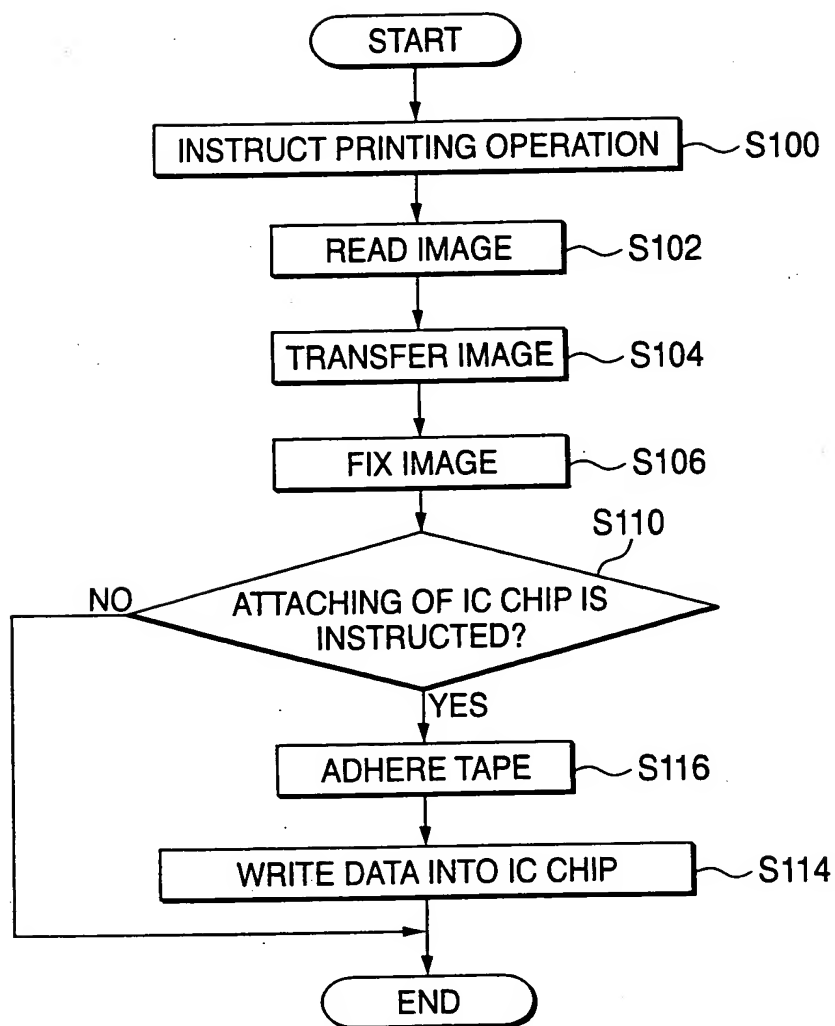 START
INSTRUCT PRINTING OPERATION
S100
READ IMAGE
S102
TRANSFER IMAGE
S104
FIX IMAGE
S106
S110
NO
ATTACHING OF IC CHIP IS
INSTRUCTED?
YES
ADHERE TAPE
S116
WRITE DATA INTO IC CHIP
S114
END